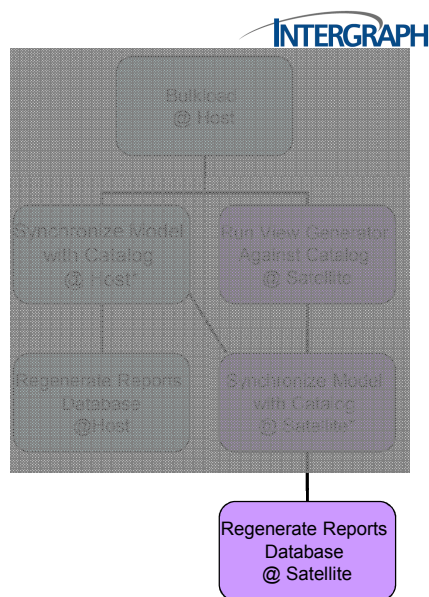 INTERGRAPH
Bulkload
@ Host
Synchronize Model
with Catalog
@ Host*
Run View Generator
Against Catalog
@ Satellite
Regenerate Reports
Database
@Host
Synchronize Model
with Catalog
@ Satellite*
Regenerate Reports
Database
@ Satellite